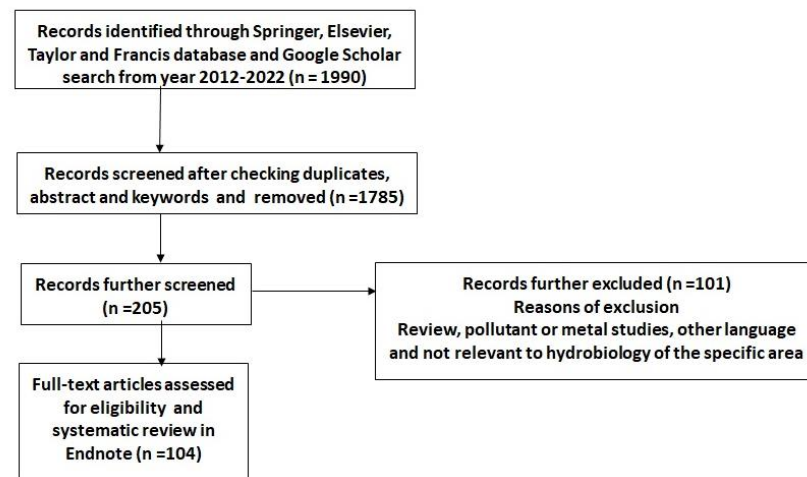 Records identified through Springer, Elsevier,
Taylor and Francis database and Google Scholar
search from year 2012-2022 (n = 1990)
Records screened after checking duplicates,
abstract and keywords and removed (n =1785)
Records further screened
(n =205)
Records further excluded (n =101)
Reasons of exclusion
Review, pollutant or metal studies, other language
and not relevant to hydrobiology of the specific area
Full-text articles assessed
for eligibility and
systematic review in
Endnote (n =104)